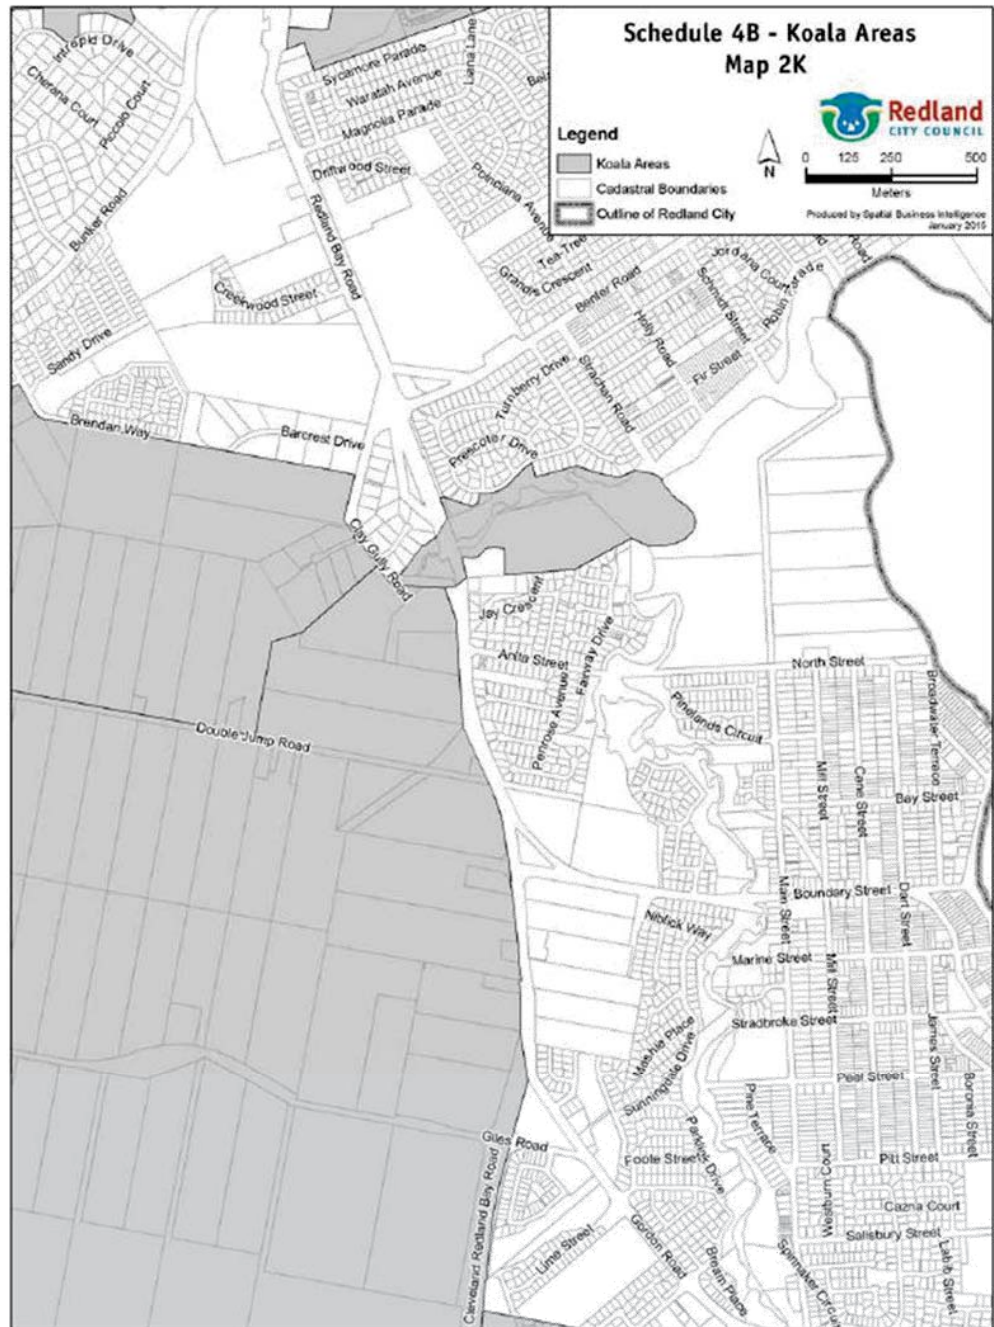 Schedule 4B - Koala Areas
Map 2K
Redland
CITY COUNCIL
Legend
Koala Areas
Cadastral Boundaries
Outline of Redland City
N
0 125 250 500
Meters
Produced by Spatial Business Intelligence
January 2015
Intrepid Drive
Cherana Court
Piccolo Court
Bunker Road
Sandy Drive
Sycamore Parade
Waratah Avenue
Magnolia Parade
Liana Lane
Driftwood Street
Redland Bay Road
Poinciana Avenue
Tea-Tree
Grandis Crescent
Benfer Road
Jordana Court
Robin Parade
Road
Schmidt Street
Holly Road
Fir Street
Creekwood Street
Turnberry Drive
Strachan Road
Prescoter Drive
Brendan Way
Barcrest Drive
Clay Gully Road
Jay Crescent
Anita Street
Fairway Drive
Penrose Avenue
North Street
Pinelands Circuit
Broadwater Terrace
Double Jump Road
Mill Street
Cane Street
Bay Street
Main Street
Boundary Street
Dart Street
Niblick Way
Marine Street
Mill Street
Stradbroke Street
James Street
Mashie Place
Sunningdale Drive
Peel Street
Boronia Street
Pine Terrace
Giles Road
Foote Street
Parklink Drive
Pitt Street
Westburn Court
Cazna Court
Salisbury Street
Labib Street
Cleveland Redland Bay Road
Lime Street
Gordon Road
Bream Place
Spinnaker Circuit